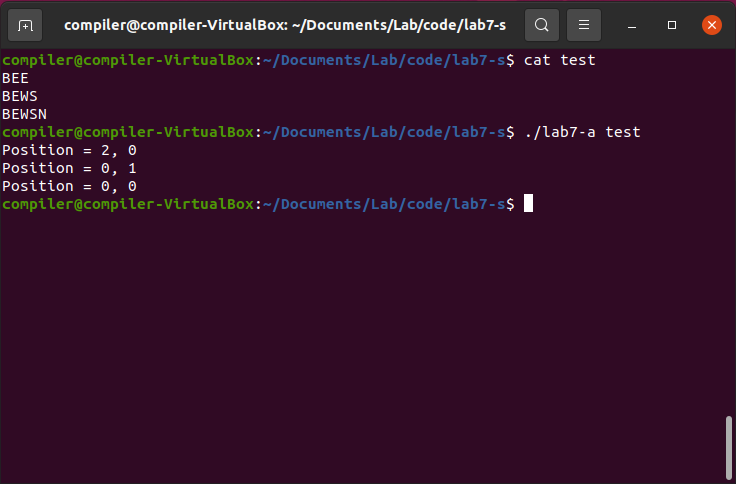 compiler@compiler-VirtualBox: ~/Documents/Lab/code/lab7-s
compiler@compiler-VirtualBox:~/Documents/Lab/code/lab7-s$ cat test
BEE
BEWS
BEWSN
compiler@compiler-VirtualBox:~/Documents/Lab/code/lab7-s$ ./lab7-a test
Position = 2, 0
Position = 0, 1
Position = 0, 0
compiler@compiler-VirtualBox:~/Documents/Lab/code/lab7-s$